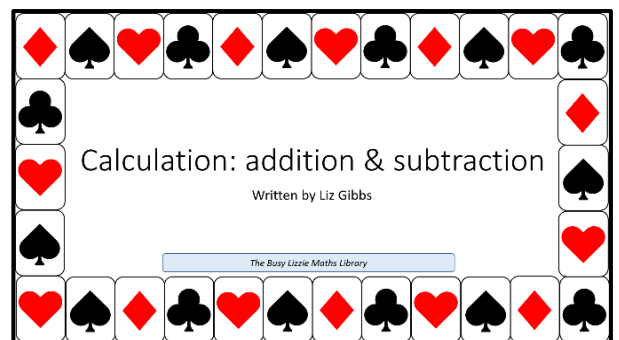 Calculation: addition & subtraction
Written by Liz Gibbs
The Busy Lizzie Maths Library